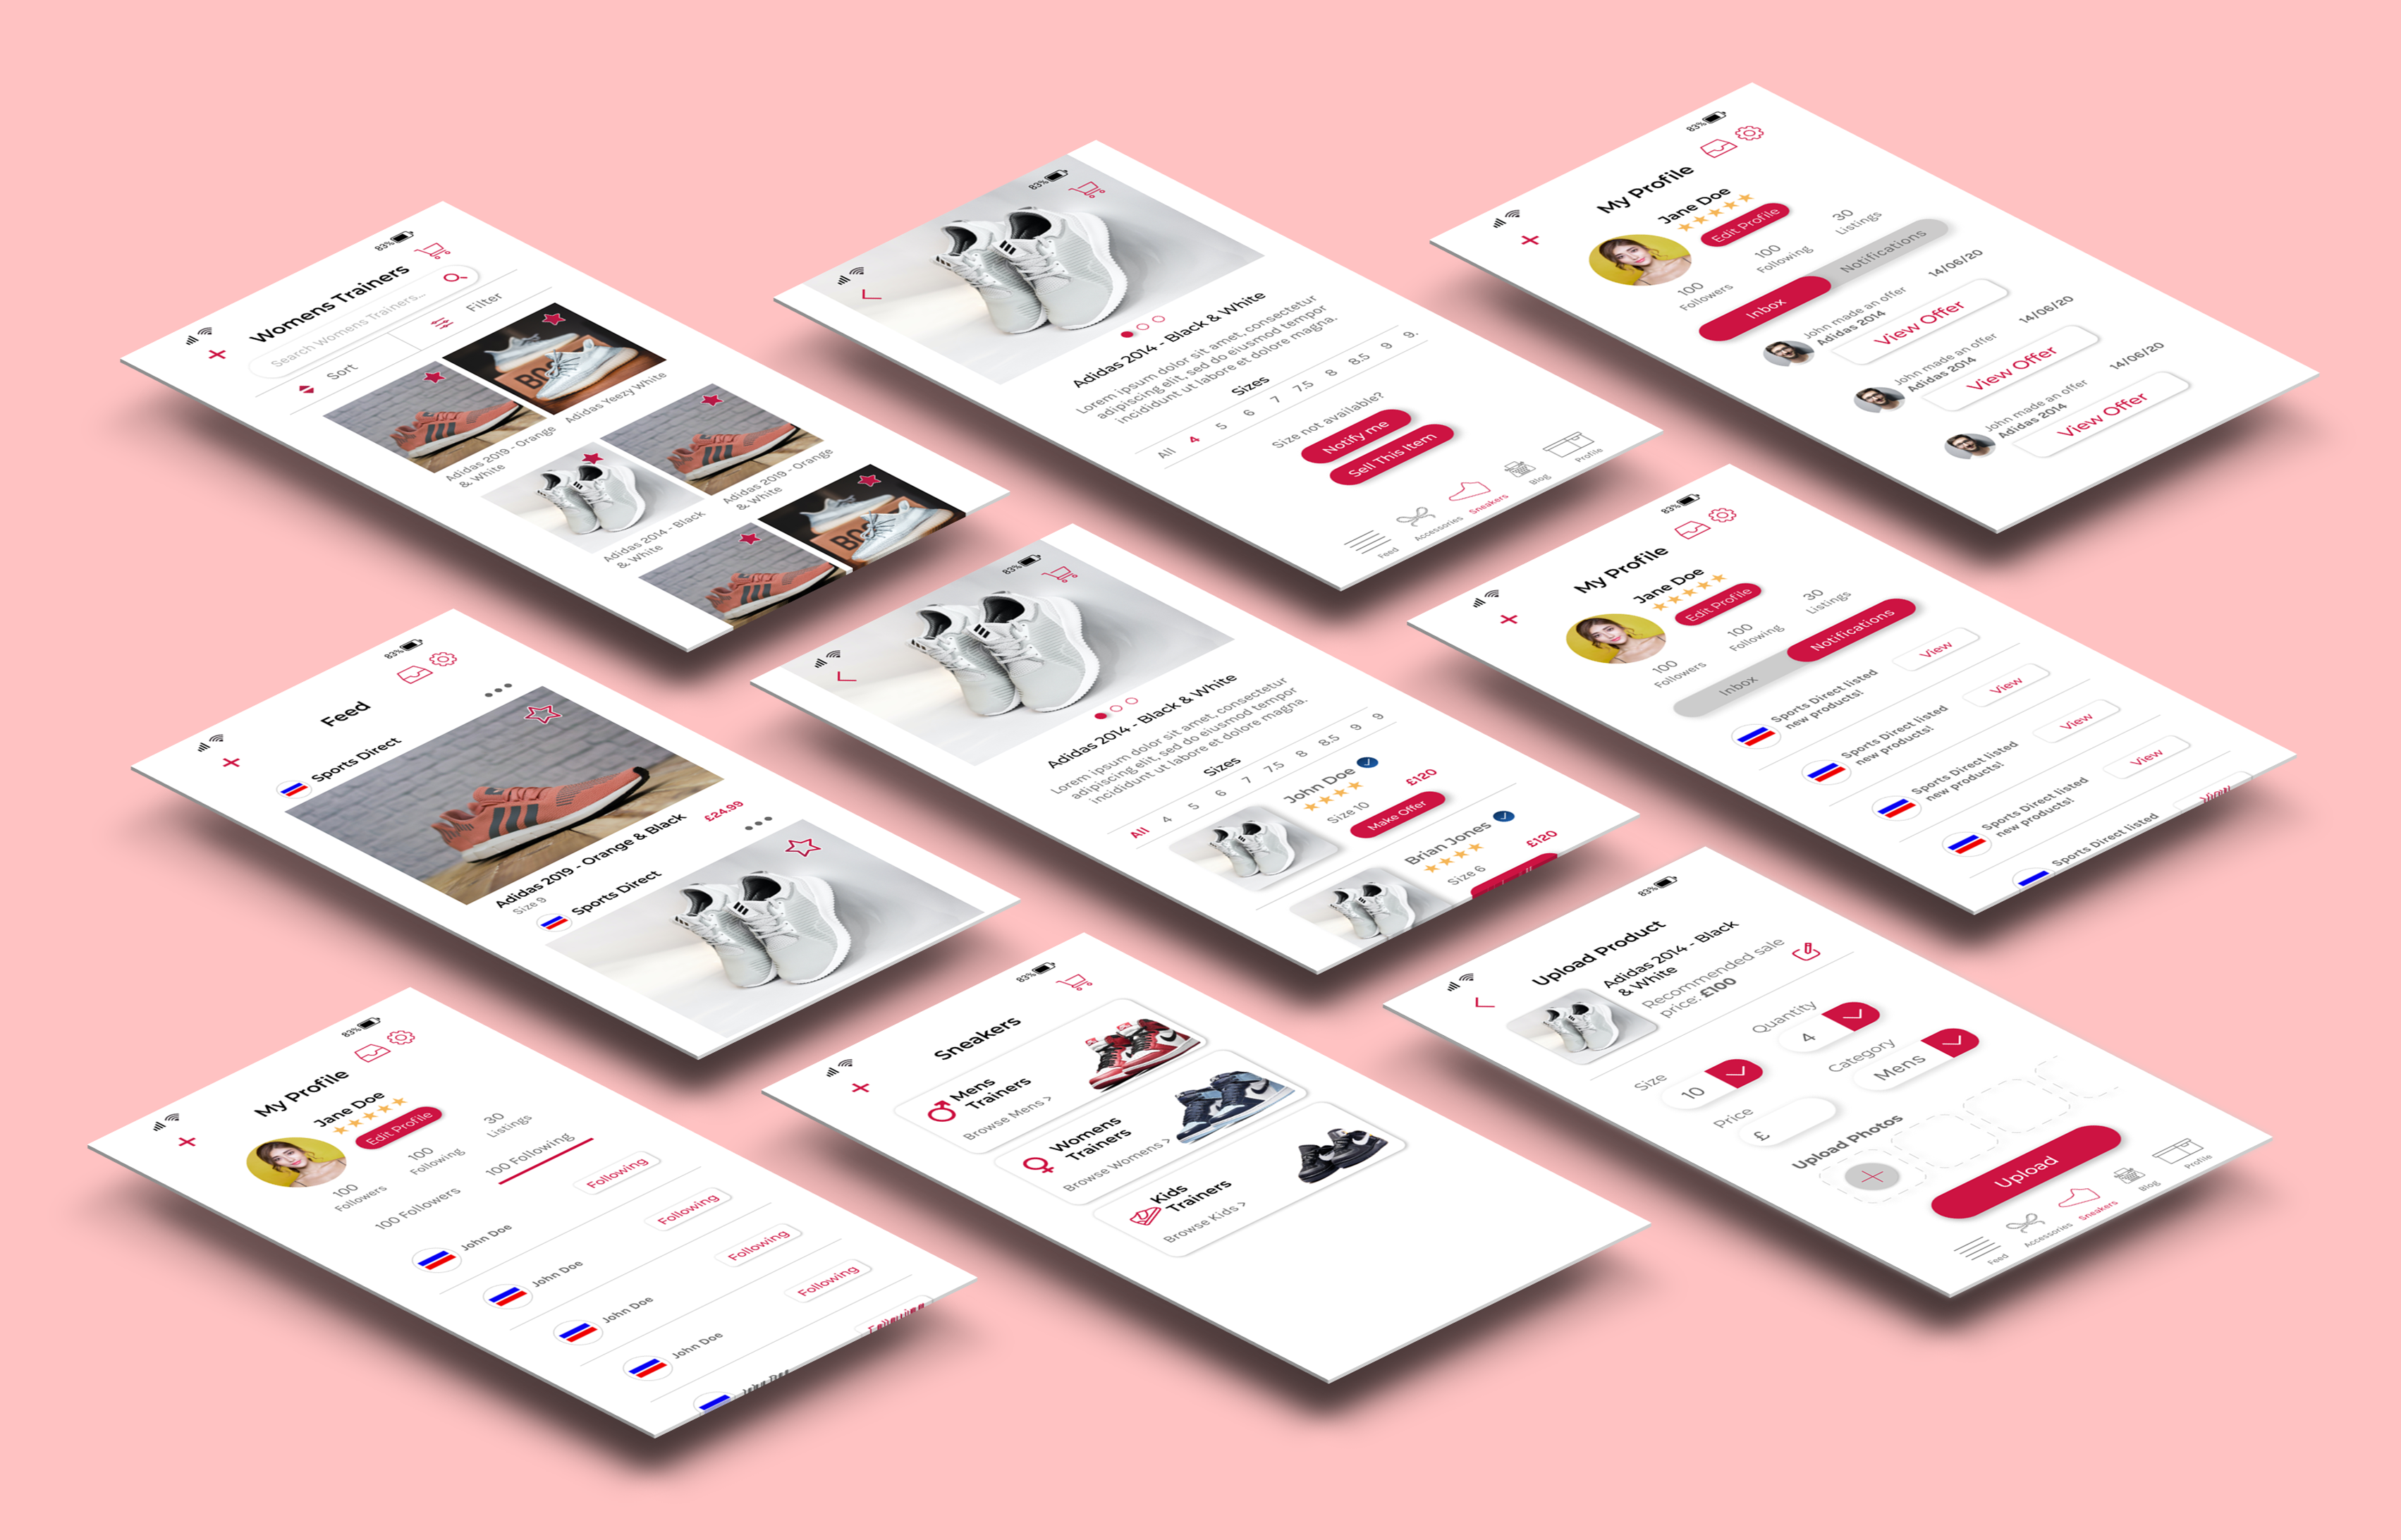 83%
Womens Trainers
Search Womens Trainers...
Sort
Filter
BO
Adidas 2019 - Orange
& White
Adidas Yeezy White
Adidas 2014 - Black
& White
Adidas 2019 - Orange
& White
BO
83%
Adidas 2014 - Black & White
Lorem ipsum dolor sit amet, consectetur
adipiscing elit, sed do eiusmod tempor
incididunt ut labore et dolore magna.
Sizes
All 4 5 6 7 7.5 8 8.5 9 9.
Size not available?
Notify me
Sell This Item
Feed
Accessories
Sneakers
Blog
Profile
83%
My Profile
Jane Doe
Edit Profile
100
Followers
100
Following
30
Listings
Inbox
Notifications
John made an offer
Adidas 2014
14/06/20
View Offer
John made an offer
Adidas 2014
14/06/20
View Offer
John made an offer
Adidas 2014
14/06/20
View Offer
83%
Feed
Sports Direct
Adidas 2019 - Orange & Black
£24.99
Size 9
Sports Direct
83%
Adidas 2014 - Black & White
Lorem ipsum dolor sit amet, consectetur
adipiscing elit, sed do eiusmod tempor
incididunt ut labore et dolore magna.
Sizes
All 4 5 6 7 7.5 8 8.5 9 9
John Doe
£120
Size 10
Make Offer
Brian Jones
£120
Size 6
83%
My Profile
Jane Doe
Edit Profile
100
Followers
100
Following
30
Listings
Inbox
Notifications
Sports Direct listed
new products!
View
Sports Direct listed
new products!
View
Sports Direct listed
new products!
View
Sports Direct listed
new products!
View
Sports Direct listed
View
83%
My Profile
Jane Doe
Edit Profile
100
Followers
100
Following
30
Listings
100 Followers
100 Following
John Doe
Following
John Doe
Following
John Doe
Following
John Doe
Following
John Doe
Following
83%
Sneakers
Mens
Trainers
Browse Mens >
Womens
Trainers
Browse Womens >
Kids
Trainers
Browse Kids >
83%
Upload Product
Adidas 2014 - Black
& White
Recommended sale
price: £100
Size
10
Quantity
4
Price
£
Category
Mens
Upload Photos
Upload
Feed
Accessories
Sneakers
Blog
Profile